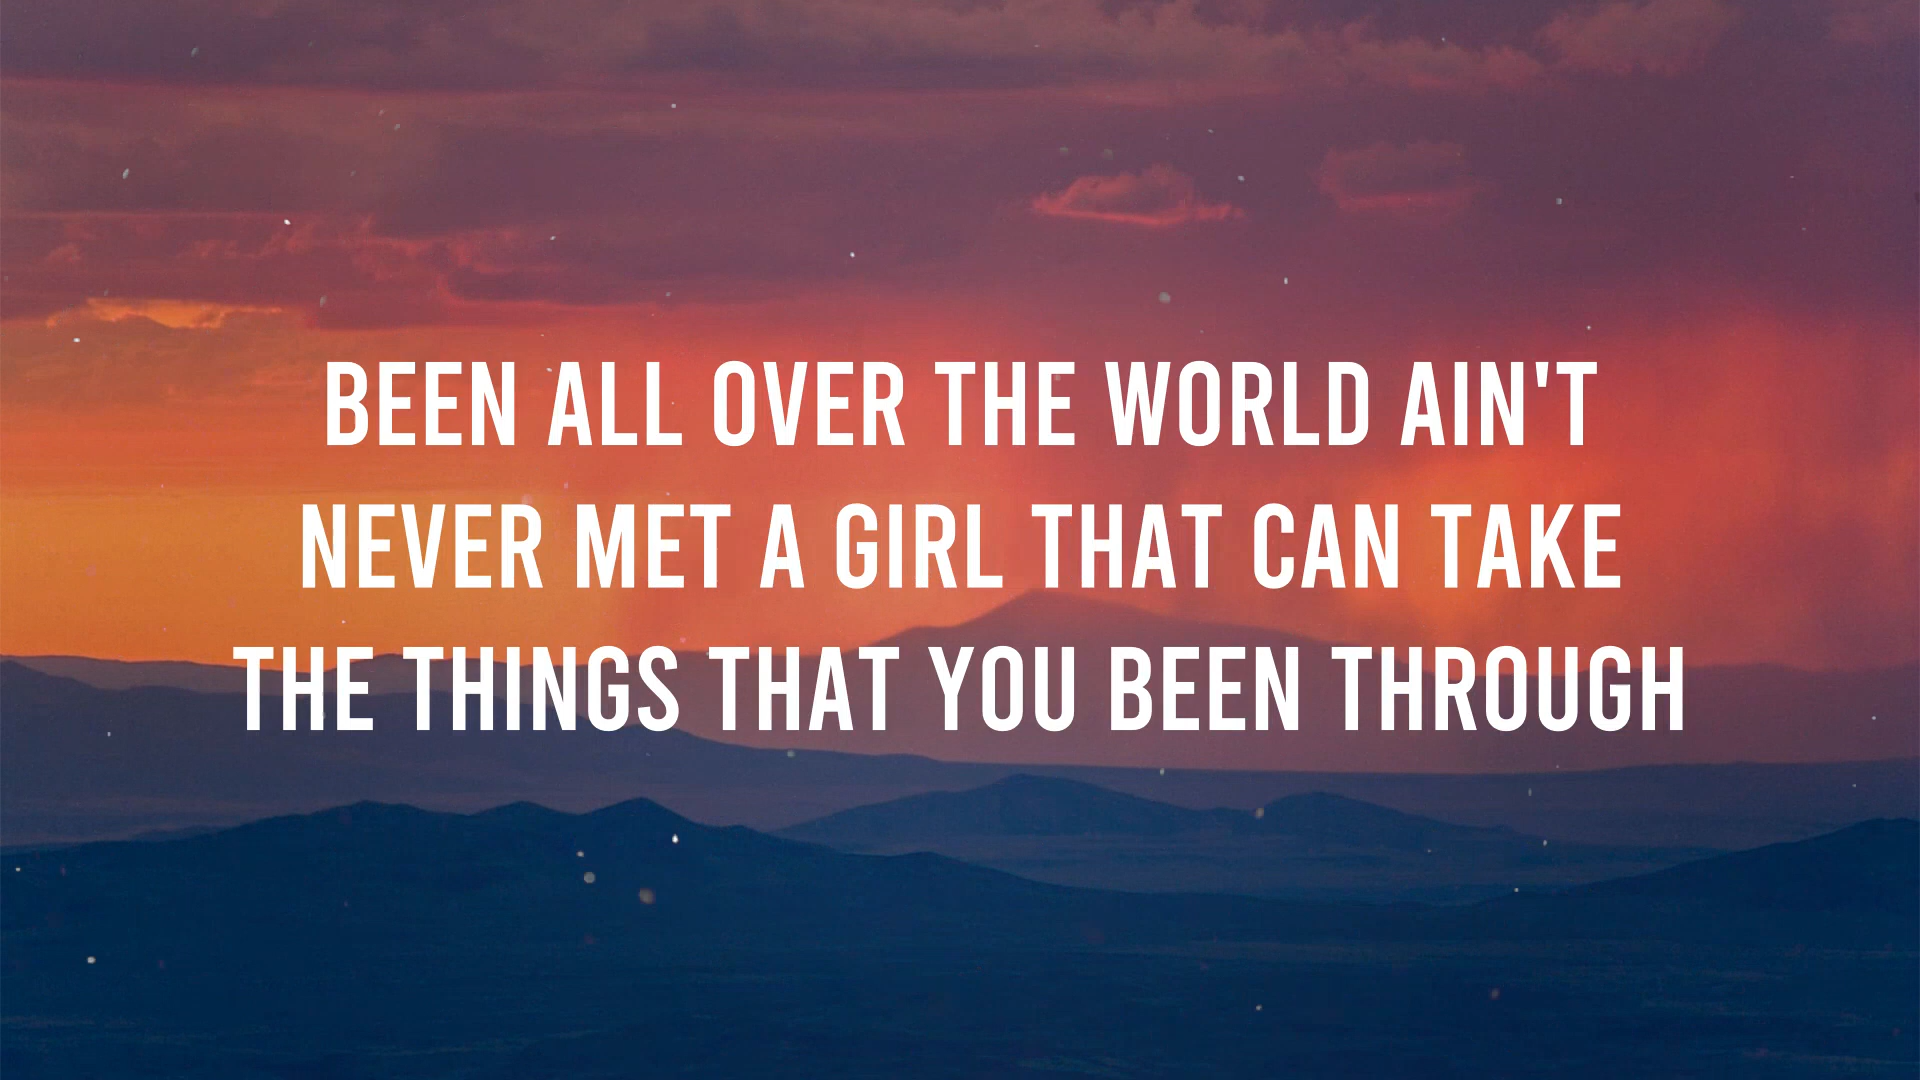 BEEN ALL OVER THE WORLD AIN'T
NEVER MET A GIRL THAT CAN TAKE
THE THINGS THAT YOU BEEN THROUGH